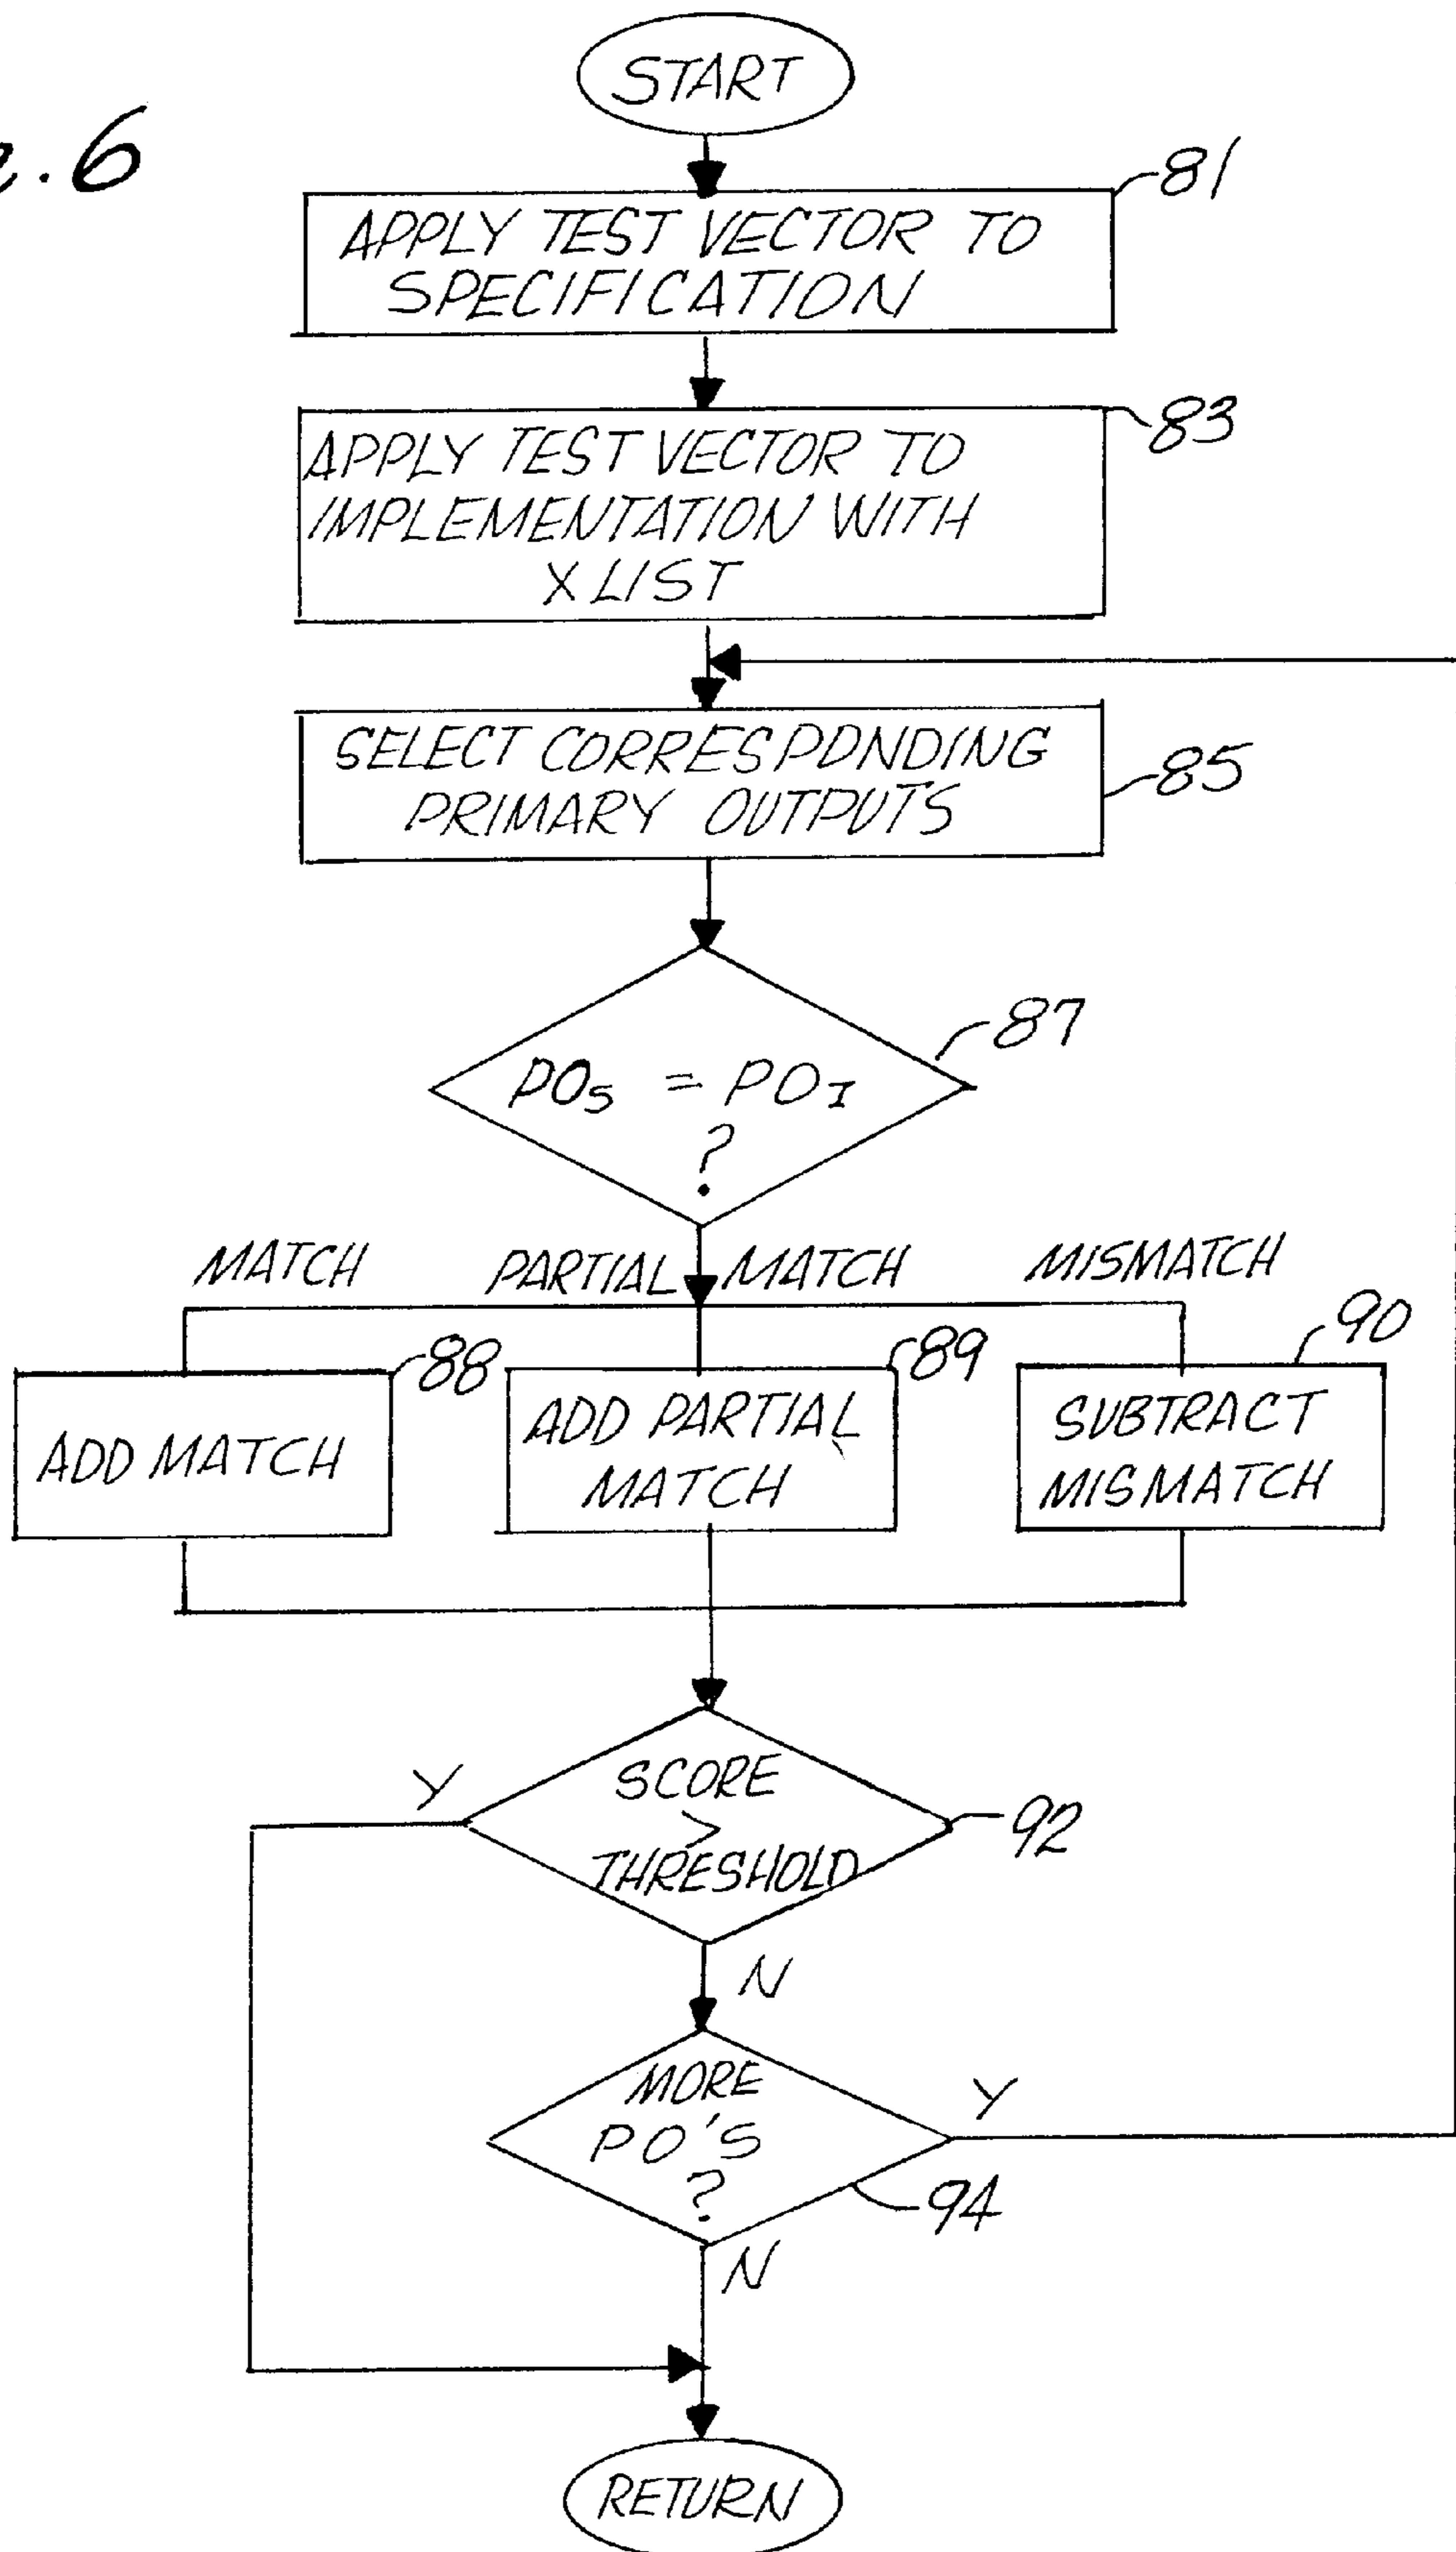 . 6
START
81
APPLY TEST VECTOR TO
SPECIFICATION
83
APPLY TEST VECTOR TO
IMPLEMENTATION WITH
X LIST
SELECT CORRESPONDING
PRIMARY OUTPUTS
85
87
POS = POI
?
MATCH
PARTIAL MATCH
MISMATCH
88
89
90
ADD MATCH
ADD PARTIAL
MATCH
SUBTRACT
MISMATCH
Y
SCORE
>
THRESHOLD
92
N
MORE
PO'S
?
Y
94
N
RETURN